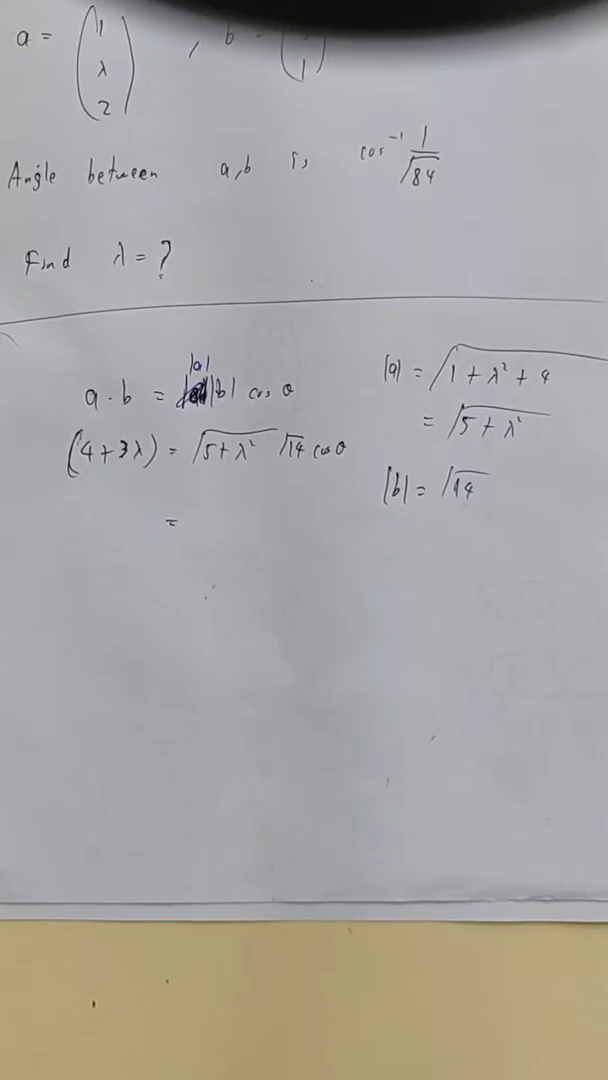 a = (1 λ 2) , b = ( 1)
Angle between a,b is cos⁻¹ 1/√84
Find λ = ?
a · b = |a| |b| cos θ
(4 + 3λ) = √5 + λ² √14 cos θ
=
|a| = √1 + λ² + 4
= √5 + λ²
|b| = √14